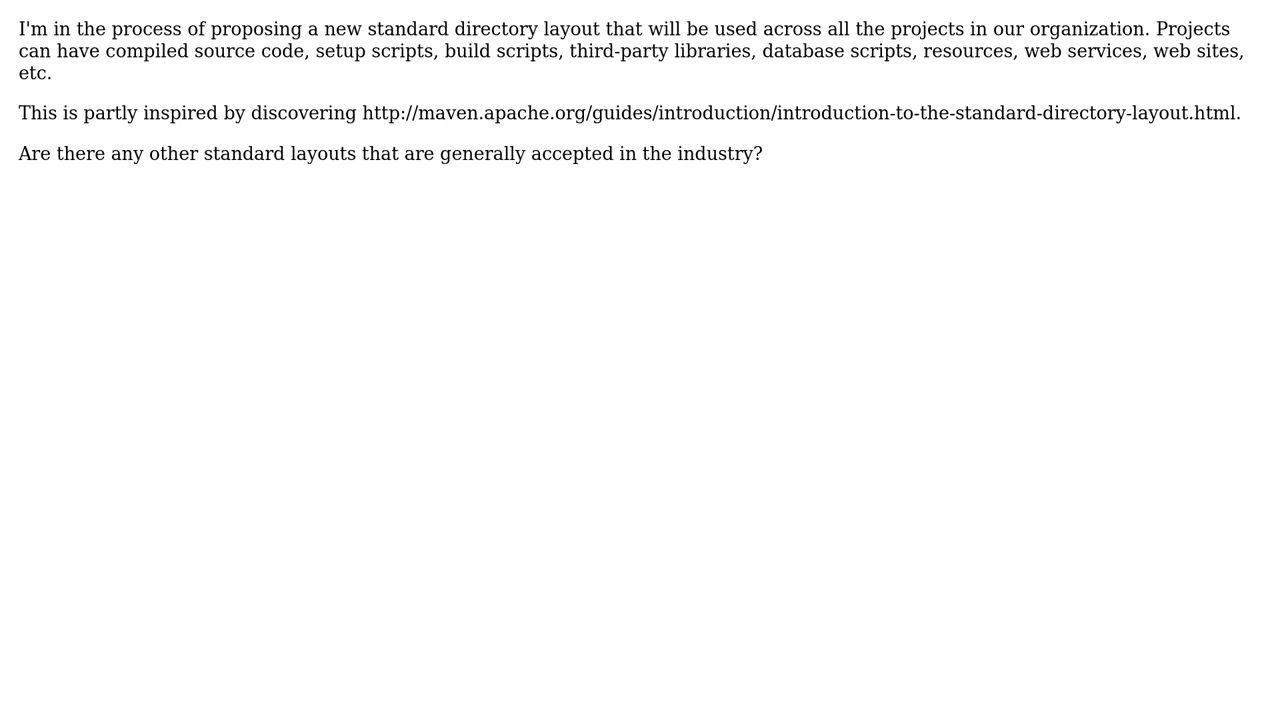 I'm in the process of proposing a new standard directory layout that will be used across all the projects in our organization. Projects
can have compiled source code, setup scripts, build scripts, third-party libraries, database scripts, resources, web services, web sites,
etc.
This is partly inspired by discovering http://maven.apache.org/guides/introduction/introduction-to-the-standard-directory-layout.html.
Are there any other standard layouts that are generally accepted in the industry?